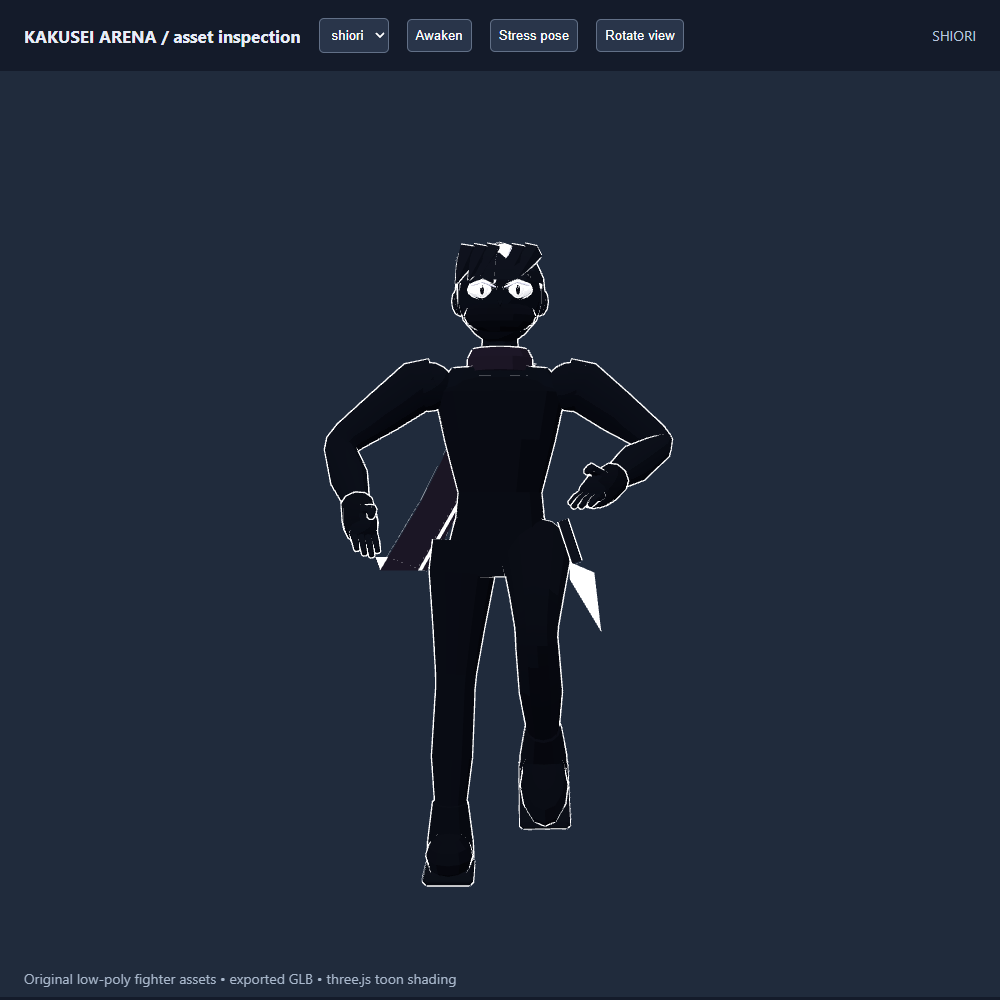 KAKUSEI ARENA / asset inspection
shiori
Awaken
Stress pose
Rotate view
SHIORI
Original low-poly fighter assets • exported GLB • three.js toon shading